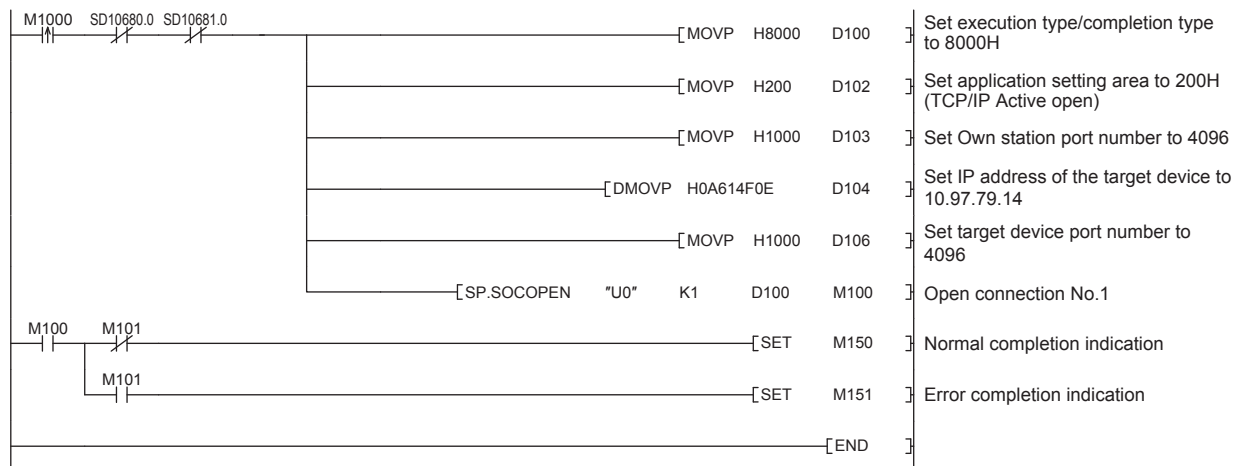 M1000 SD10680.0 SD10681.0
MOVP H8000 D100
Set execution type/completion type
to 8000H
MOVP H200 D102
Set application setting area to 200H
(TCP/IP Active open)
MOVP H1000 D103
Set Own station port number to 4096
DMOVP H0A614F0E D104
Set IP address of the target device to
10.97.79.14
MOVP H1000 D106
Set target device port number to
4096
SP.SOCOPEN "U0" K1 D100 M100
Open connection No.1
M100 M101
SET M150
Normal completion indication
M101
SET M151
Error completion indication
END